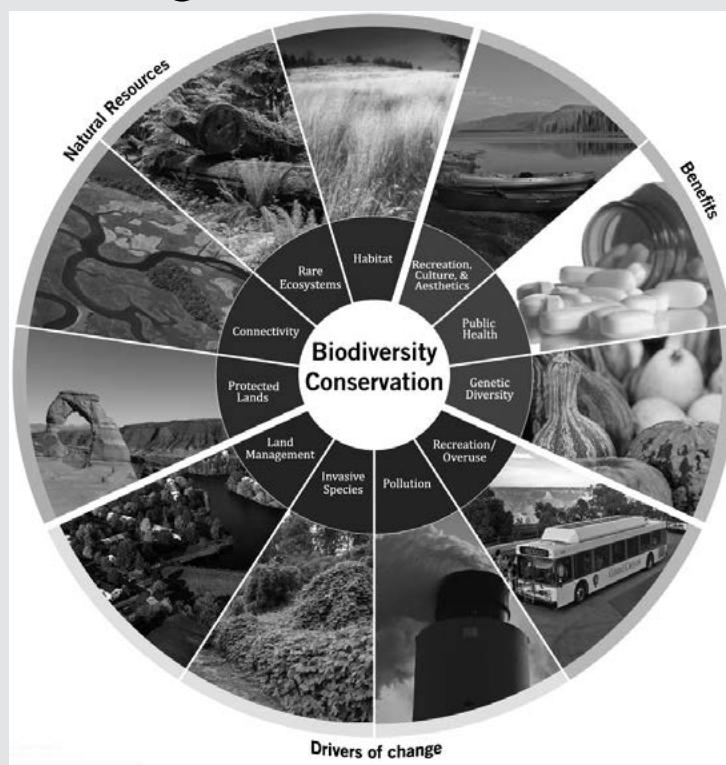 Natural Resources
Benefits
Drivers of change
Biodiversity
Conservation
Habitat
Recreation,
Culture, &
Aesthetics
Public
Health
Genetic
Diversity
Recreation/
Overuse
Pollution
Invasive
Species
Land
Management
Protected
Lands
Connectivity
Rare
Ecosystems